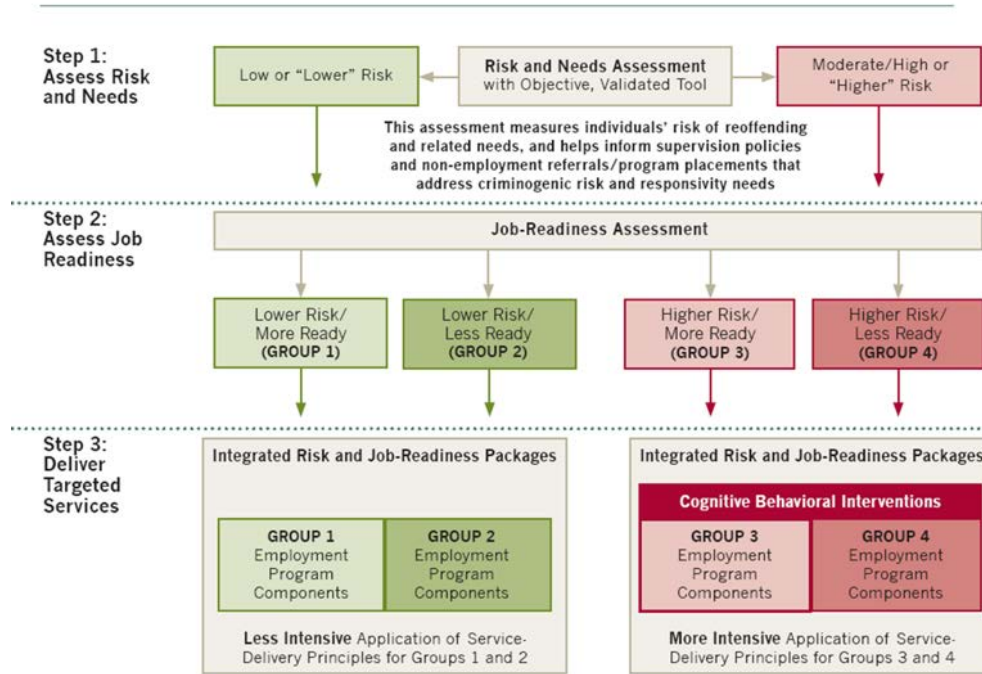 Step 1:
Assess Risk
and Needs
Low or “Lower” Risk
Risk and Needs Assessment
with Objective, Validated Tool
Moderate/High or
“Higher” Risk
This assessment measures individuals’ risk of reoffending
and related needs, and helps inform supervision policies
and non-employment referrals/program placements that
address criminogenic risk and responsivity needs
Step 2:
Assess Job
Readiness
Job-Readiness Assessment
Lower Risk/
More Ready
(GROUP 1)
Lower Risk/
Less Ready
(GROUP 2)
Higher Risk/
More Ready
(GROUP 3)
Higher Risk/
Less Ready
(GROUP 4)
Step 3:
Deliver
Targeted
Services
Integrated Risk and Job-Readiness Packages
GROUP 1
Employment
Program
Components
GROUP 2
Employment
Program
Components
Less Intensive Application of Service-
Delivery Principles for Groups 1 and 2
Integrated Risk and Job-Readiness Packages
Cognitive Behavioral Interventions
GROUP 3
Employment
Program
Components
GROUP 4
Employment
Program
Components
More Intensive Application of Service-
Delivery Principles for Groups 3 and 4